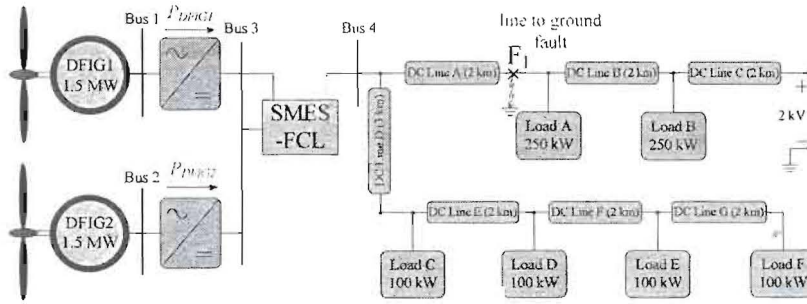 Bus 1
P_DFIG1
Bus 3
DFIG1
1.5 MW
Bus 4
line to ground
fault
F1
DC Line A (2 km)
DC Line B (2 km)
DC Line C (2 km)
SMES
-FCL
Load A
250 kW
Load B
250 kW
+
2 kV
DC Line D (3 km)
Bus 2
P_DFIG2
DFIG2
1.5 MW
DC Line E (2 km)
DC Line F (2 km)
DC Line G (2 km)
Load C
100 kW
Load D
100 kW
Load E
100 kW
Load F
100 kW